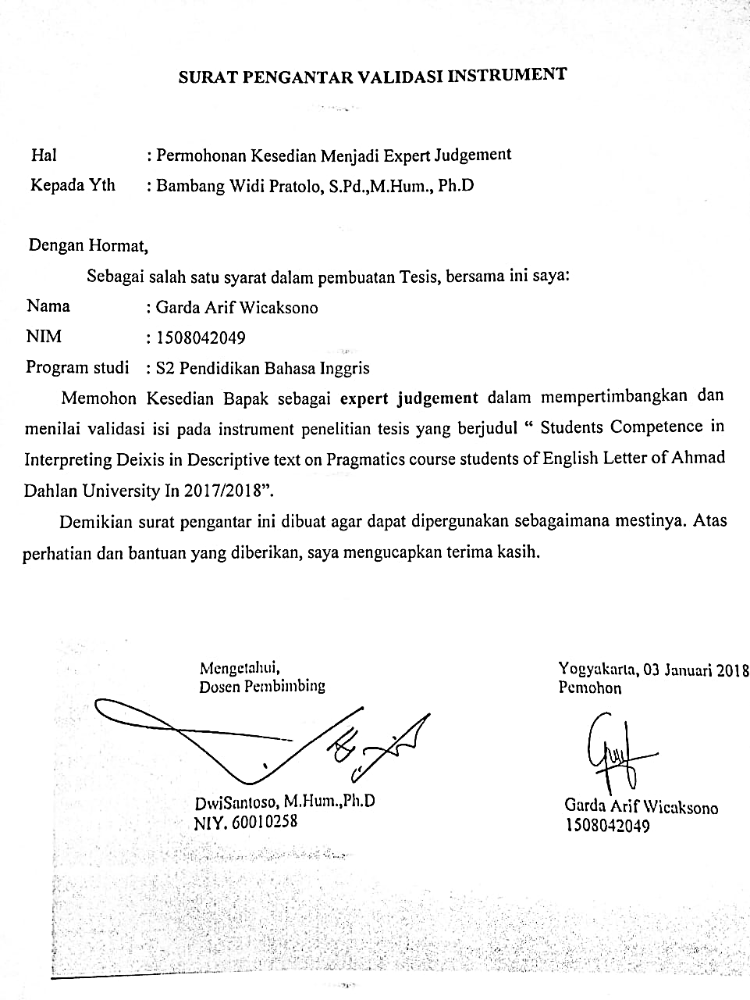 SURAT PENGANTAR VALIDASI INSTRUMENT
Hal : Permohonan Kesedian Menjadi Expert Judgement
Kepada Yth : Bambang Widi Pratolo, S.Pd.,M.Hum., Ph.D
Dengan Hormat,
Sebagai salah satu syarat dalam pembuatan Tesis, bersama ini saya:
Nama : Garda Arif Wicaksono
NIM : 1508042049
Program studi : S2 Pendidikan Bahasa Inggris
Memohon Kesedian Bapak sebagai expert judgement dalam mempertimbangkan dan
menilai validasi isi pada instrument penelitian tesis yang berjudul “ Students Competence in
Interpreting Deixis in Descriptive text on Pragmatics course students of English Letter of Ahmad
Dahlan University In 2017/2018”.
Demikian surat pengantar ini dibuat agar dapat dipergunakan sebagaimana mestinya. Atas
perhatian dan bantuan yang diberikan, saya mengucapkan terima kasih.
Mengetahui,
Dosen Pembimbing
DwiSantoso, M.Hum.,Ph.D
NIY. 60010258
Yogyakarta, 03 Januari 2018
Pemohon
Garda Arif Wicaksono
1508042049